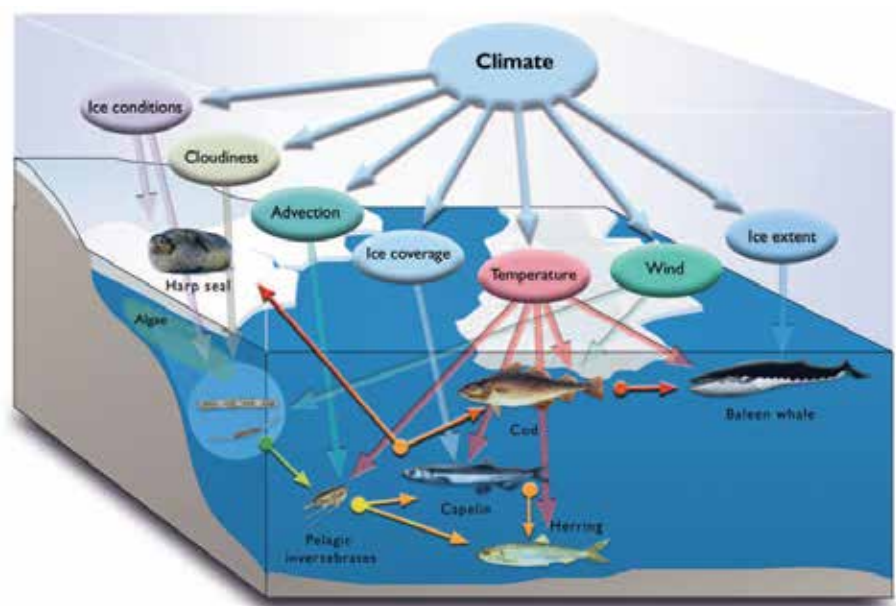 Climate
Ice conditions
Cloudiness
Advection
Ice coverage
Temperature
Wind
Ice extent
Harp seal
Algae
Cod
Baleen whale
Capelin
Herring
Pelagic
invertebrates